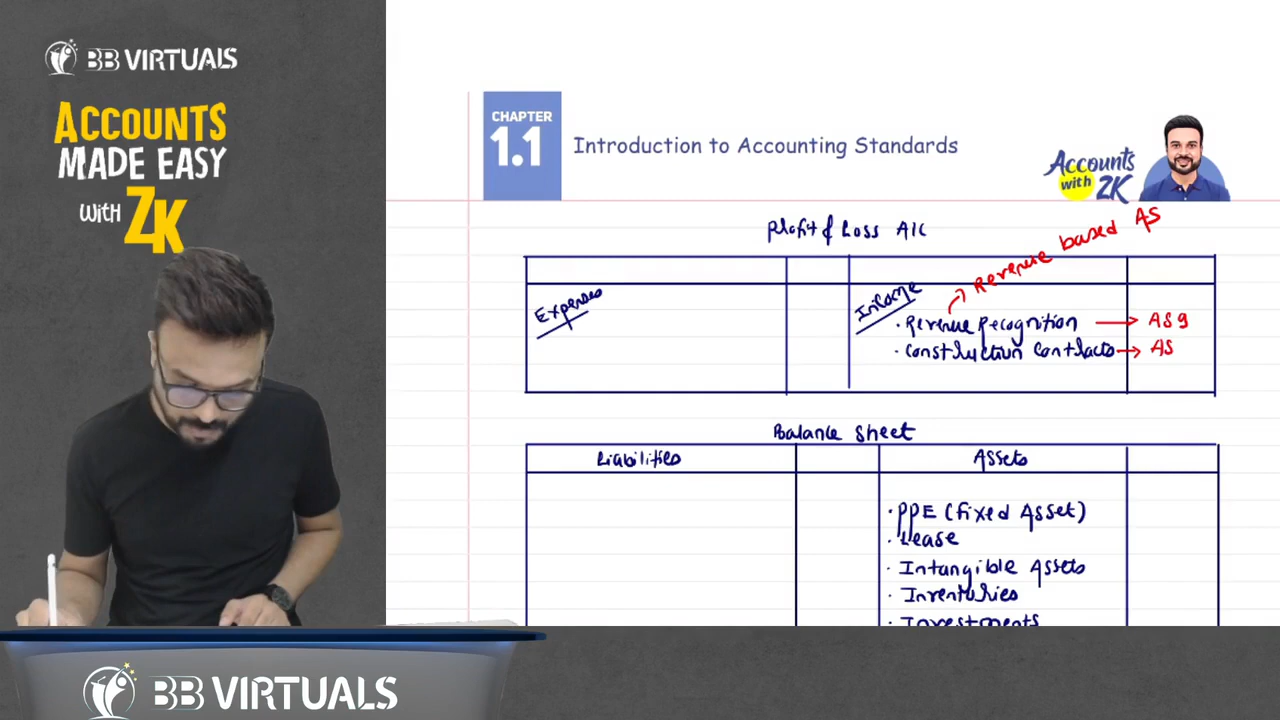 BB VIRTUALS
ACCOUNTS
MADE EASY
WITH ZK
CHAPTER
1.1
Introduction to Accounting Standards
Accounts
with
ZK
Profit & Loss A/c
Revenue based AS
Expenses
Income
· Revenue Recognition → AS 9
· Construction Contracts → AS
Balance Sheet
Liabilities
Assets
· PPE (Fixed Asset)
· Lease
· Intangible Assets
· Inventories
· Investments
BB VIRTUALS